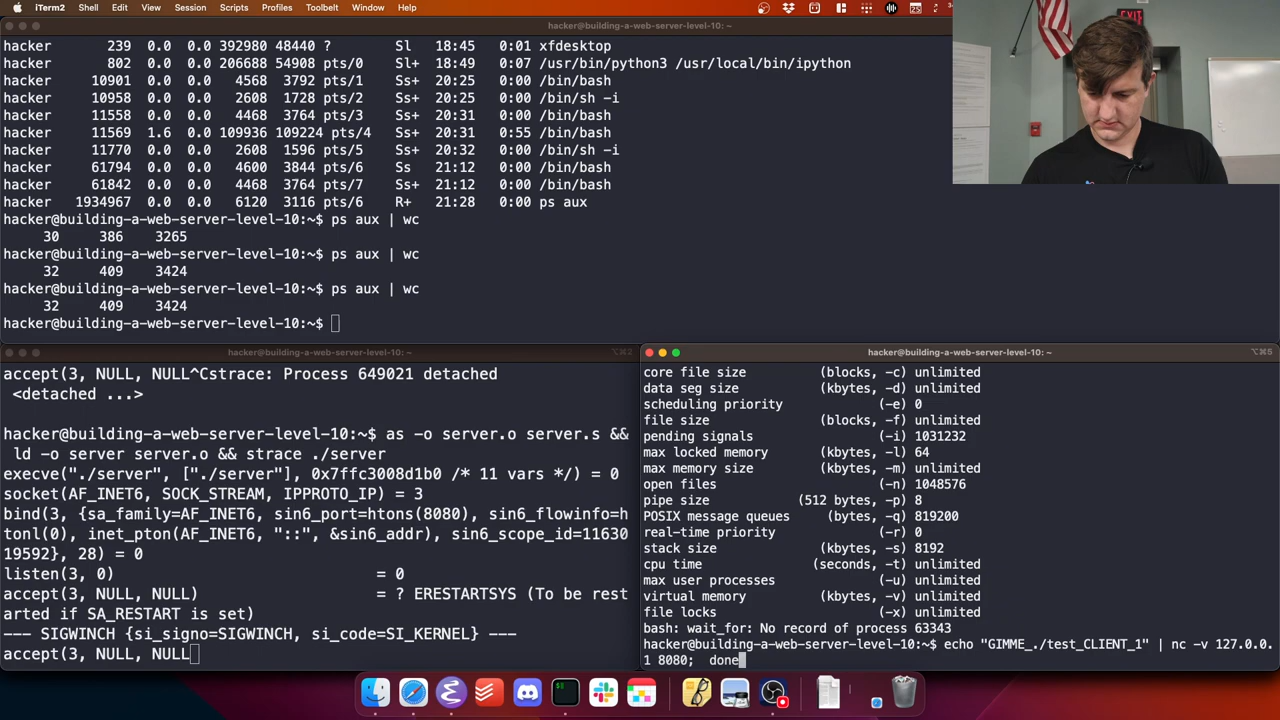 iTerm2 Shell Edit View Session Scripts Profiles Toolbelt Window Help
hacker@building-a-web-server-level-10: ~
hacker 239 0.0 0.0 392980 48440 ? Sl 18:45 0:01 xfdesktop
hacker 802 0.0 0.0 206688 54908 pts/0 Sl+ 18:49 0:07 /usr/bin/python3 /usr/local/bin/ipython
hacker 10901 0.0 0.0 4568 3792 pts/1 Ss+ 20:25 0:00 /bin/bash
hacker 10958 0.0 0.0 2608 1728 pts/2 Ss+ 20:25 0:00 /bin/sh -i
hacker 11558 0.0 0.0 4468 3764 pts/3 Ss+ 20:31 0:00 /bin/bash
hacker 11569 1.6 0.0 109936 109224 pts/4 Ss+ 20:31 0:55 /bin/bash
hacker 11770 0.0 0.0 2608 1596 pts/5 Ss+ 20:32 0:00 /bin/sh -i
hacker 61794 0.0 0.0 4600 3844 pts/6 Ss 21:12 0:00 /bin/bash
hacker 61842 0.0 0.0 4468 3764 pts/7 Ss+ 21:12 0:00 /bin/bash
hacker 1934967 0.0 0.0 6120 3116 pts/6 R+ 21:28 0:00 ps aux
hacker@building-a-web-server-level-10:~$ ps aux | wc
30 386 3265
hacker@building-a-web-server-level-10:~$ ps aux | wc
32 409 3424
hacker@building-a-web-server-level-10:~$ ps aux | wc
32 409 3424
hacker@building-a-web-server-level-10:~$
EXIT
hacker@building-a-web-server-level-10: ~ ⌥⌘2
accept(3, NULL, NULL^Cstrace: Process 649021 detached
<detached ...>
hacker@building-a-web-server-level-10:~$ as -o server.o server.s &&
ld -o server server.o && strace ./server
execve("./server", ["./server"], 0x7ffc3008d1b0 /* 11 vars */) = 0
socket(AF_INET6, SOCK_STREAM, IPPROTO_IP) = 3
bind(3, {sa_family=AF_INET6, sin6_port=htons(8080), sin6_flowinfo=h
tonl(0), inet_pton(AF_INET6, "::", &sin6_addr), sin6_scope_id=11630
19592}, 28) = 0
listen(3, 0) = 0
accept(3, NULL, NULL) = ? ERESTARTSYS (To be rest
arted if SA_RESTART is set)
--- SIGWINCH {si_signo=SIGWINCH, si_code=SI_KERNEL} ---
accept(3, NULL, NULL
hacker@building-a-web-server-level-10: ~ ⌥⌘5
core file size (blocks, -c) unlimited
data seg size (kbytes, -d) unlimited
scheduling priority (-e) 0
file size (blocks, -f) unlimited
pending signals (-i) 1031232
max locked memory (kbytes, -l) 64
max memory size (kbytes, -m) unlimited
open files (-n) 1048576
pipe size (512 bytes, -p) 8
POSIX message queues (bytes, -q) 819200
real-time priority (-r) 0
stack size (kbytes, -s) 8192
cpu time (seconds, -t) unlimited
max user processes (-u) unlimited
virtual memory (kbytes, -v) unlimited
file locks (-x) unlimited
bash: wait_for: No record of process 63343
hacker@building-a-web-server-level-10:~$ echo "GIMME_./test_CLIENT_1" | nc -v 127.0.0.
1 8080; done